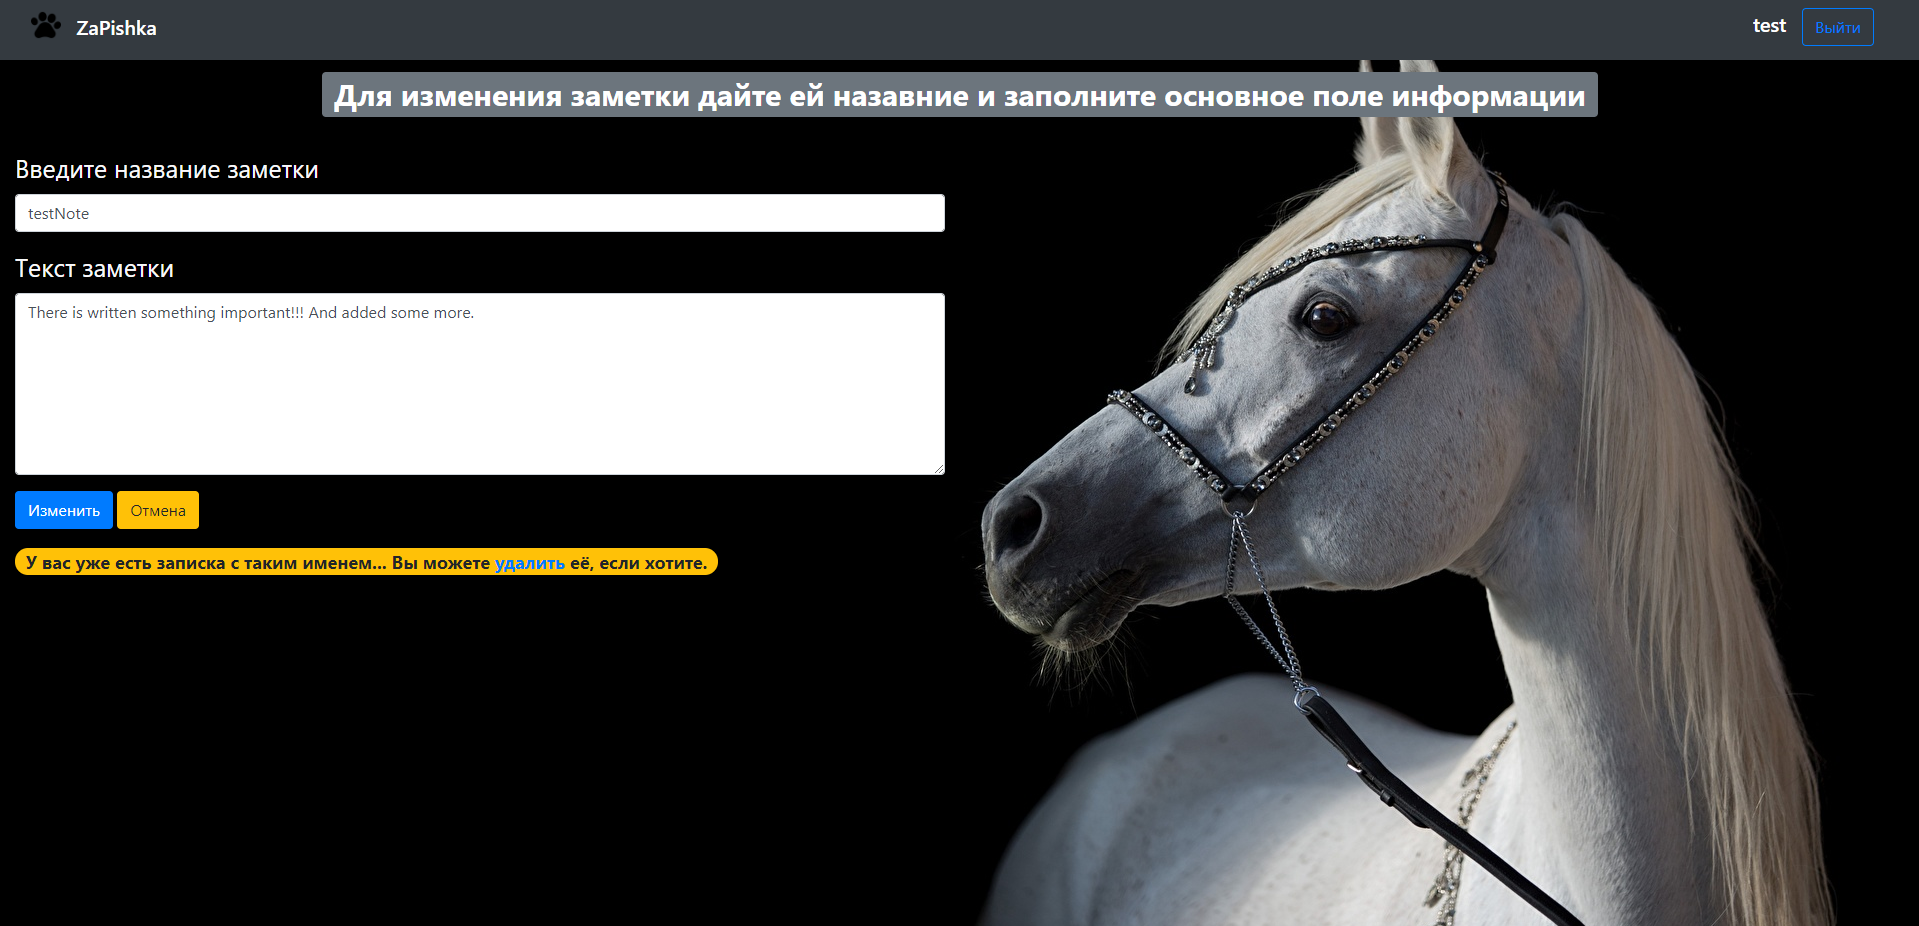 ZaPishka
test
Выйти
Для изменения заметки дайте ей назавние и заполните основное поле информации
Введите название заметки
testNote
Текст заметки
There is written something important!!! And added some more.
Изменить
Отмена
У вас уже есть записка с таким именем... Вы можете удалить её, если хотите.